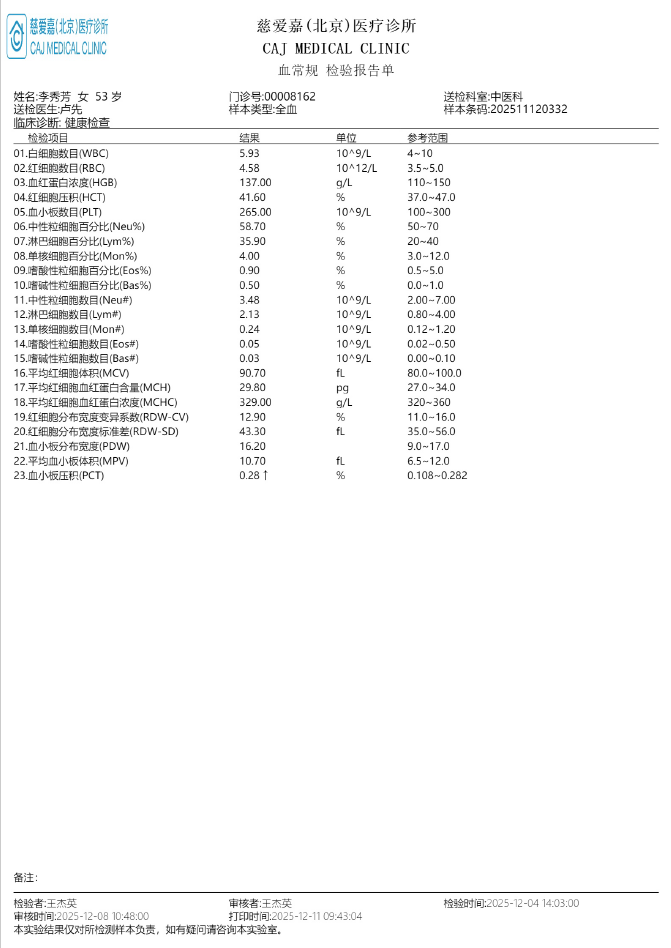 慈爱嘉(北京)医疗诊所
CAJ MEDICAL CLINIC
慈爱嘉(北京)医疗诊所
CAJ MEDICAL CLINIC
血常规 检验报告单
姓名:李秀芳 女 53 岁 门诊号:00008162 送检科室:中医科
送检医生:卢先 样本类型:全血 样本条码:202511120332
临床诊断: 健康检查
检验项目 结果 单位 参考范围
01.白细胞数目(WBC) 5.93 10^9/L 4~10
02.红细胞数目(RBC) 4.58 10^12/L 3.5~5.0
03.血红蛋白浓度(HGB) 137.00 g/L 110~150
04.红细胞压积(HCT) 41.60 % 37.0~47.0
05.血小板数目(PLT) 265.00 10^9/L 100~300
06.中性粒细胞百分比(Neu%) 58.70 % 50~70
07.淋巴细胞百分比(Lym%) 35.90 % 20~40
08.单核细胞百分比(Mon%) 4.00 % 3.0~12.0
09.嗜酸性粒细胞百分比(Eos%) 0.90 % 0.5~5.0
10.嗜碱性粒细胞百分比(Bas%) 0.50 % 0.0~1.0
11.中性粒细胞数目(Neu#) 3.48 10^9/L 2.00~7.00
12.淋巴细胞数目(Lym#) 2.13 10^9/L 0.80~4.00
13.单核细胞数目(Mon#) 0.24 10^9/L 0.12~1.20
14.嗜酸性粒细胞数目(Eos#) 0.05 10^9/L 0.02~0.50
15.嗜碱性粒细胞数目(Bas#) 0.03 10^9/L 0.00~0.10
16.平均红细胞体积(MCV) 90.70 fL 80.0~100.0
17.平均红细胞血红蛋白含量(MCH) 29.80 pg 27.0~34.0
18.平均红细胞血红蛋白浓度(MCHC) 329.00 g/L 320~360
19.红细胞分布宽度变异系数(RDW-CV) 12.90 % 11.0~16.0
20.红细胞分布宽度标准差(RDW-SD) 43.30 fL 35.0~56.0
21.血小板分布宽度(PDW) 16.20 9.0~17.0
22.平均血小板体积(MPV) 10.70 fL 6.5~12.0
23.血小板压积(PCT) 0.28↑ % 0.108~0.282
备注:
检验者:王杰英 审核者:王杰英 检验时间:2025-12-04 14:03:00
审核时间:2025-12-08 10:48:00 打印时间:2025-12-11 09:43:04
本实验结果仅对所检测样本负责，如有疑问请咨询本实验室。